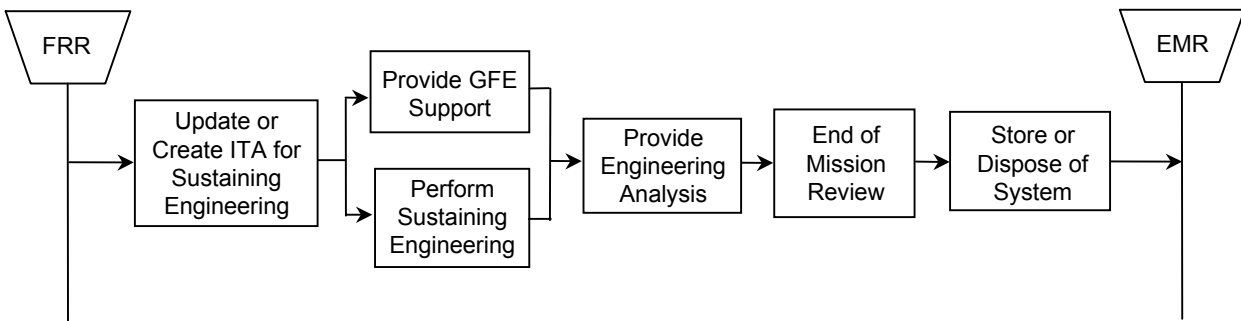 FRR
Update or
Create ITA for
Sustaining
Engineering
Provide GFE
Support
Perform
Sustaining
Engineering
Provide
Engineering
Analysis
End of
Mission
Review
Store or
Dispose of
System
EMR